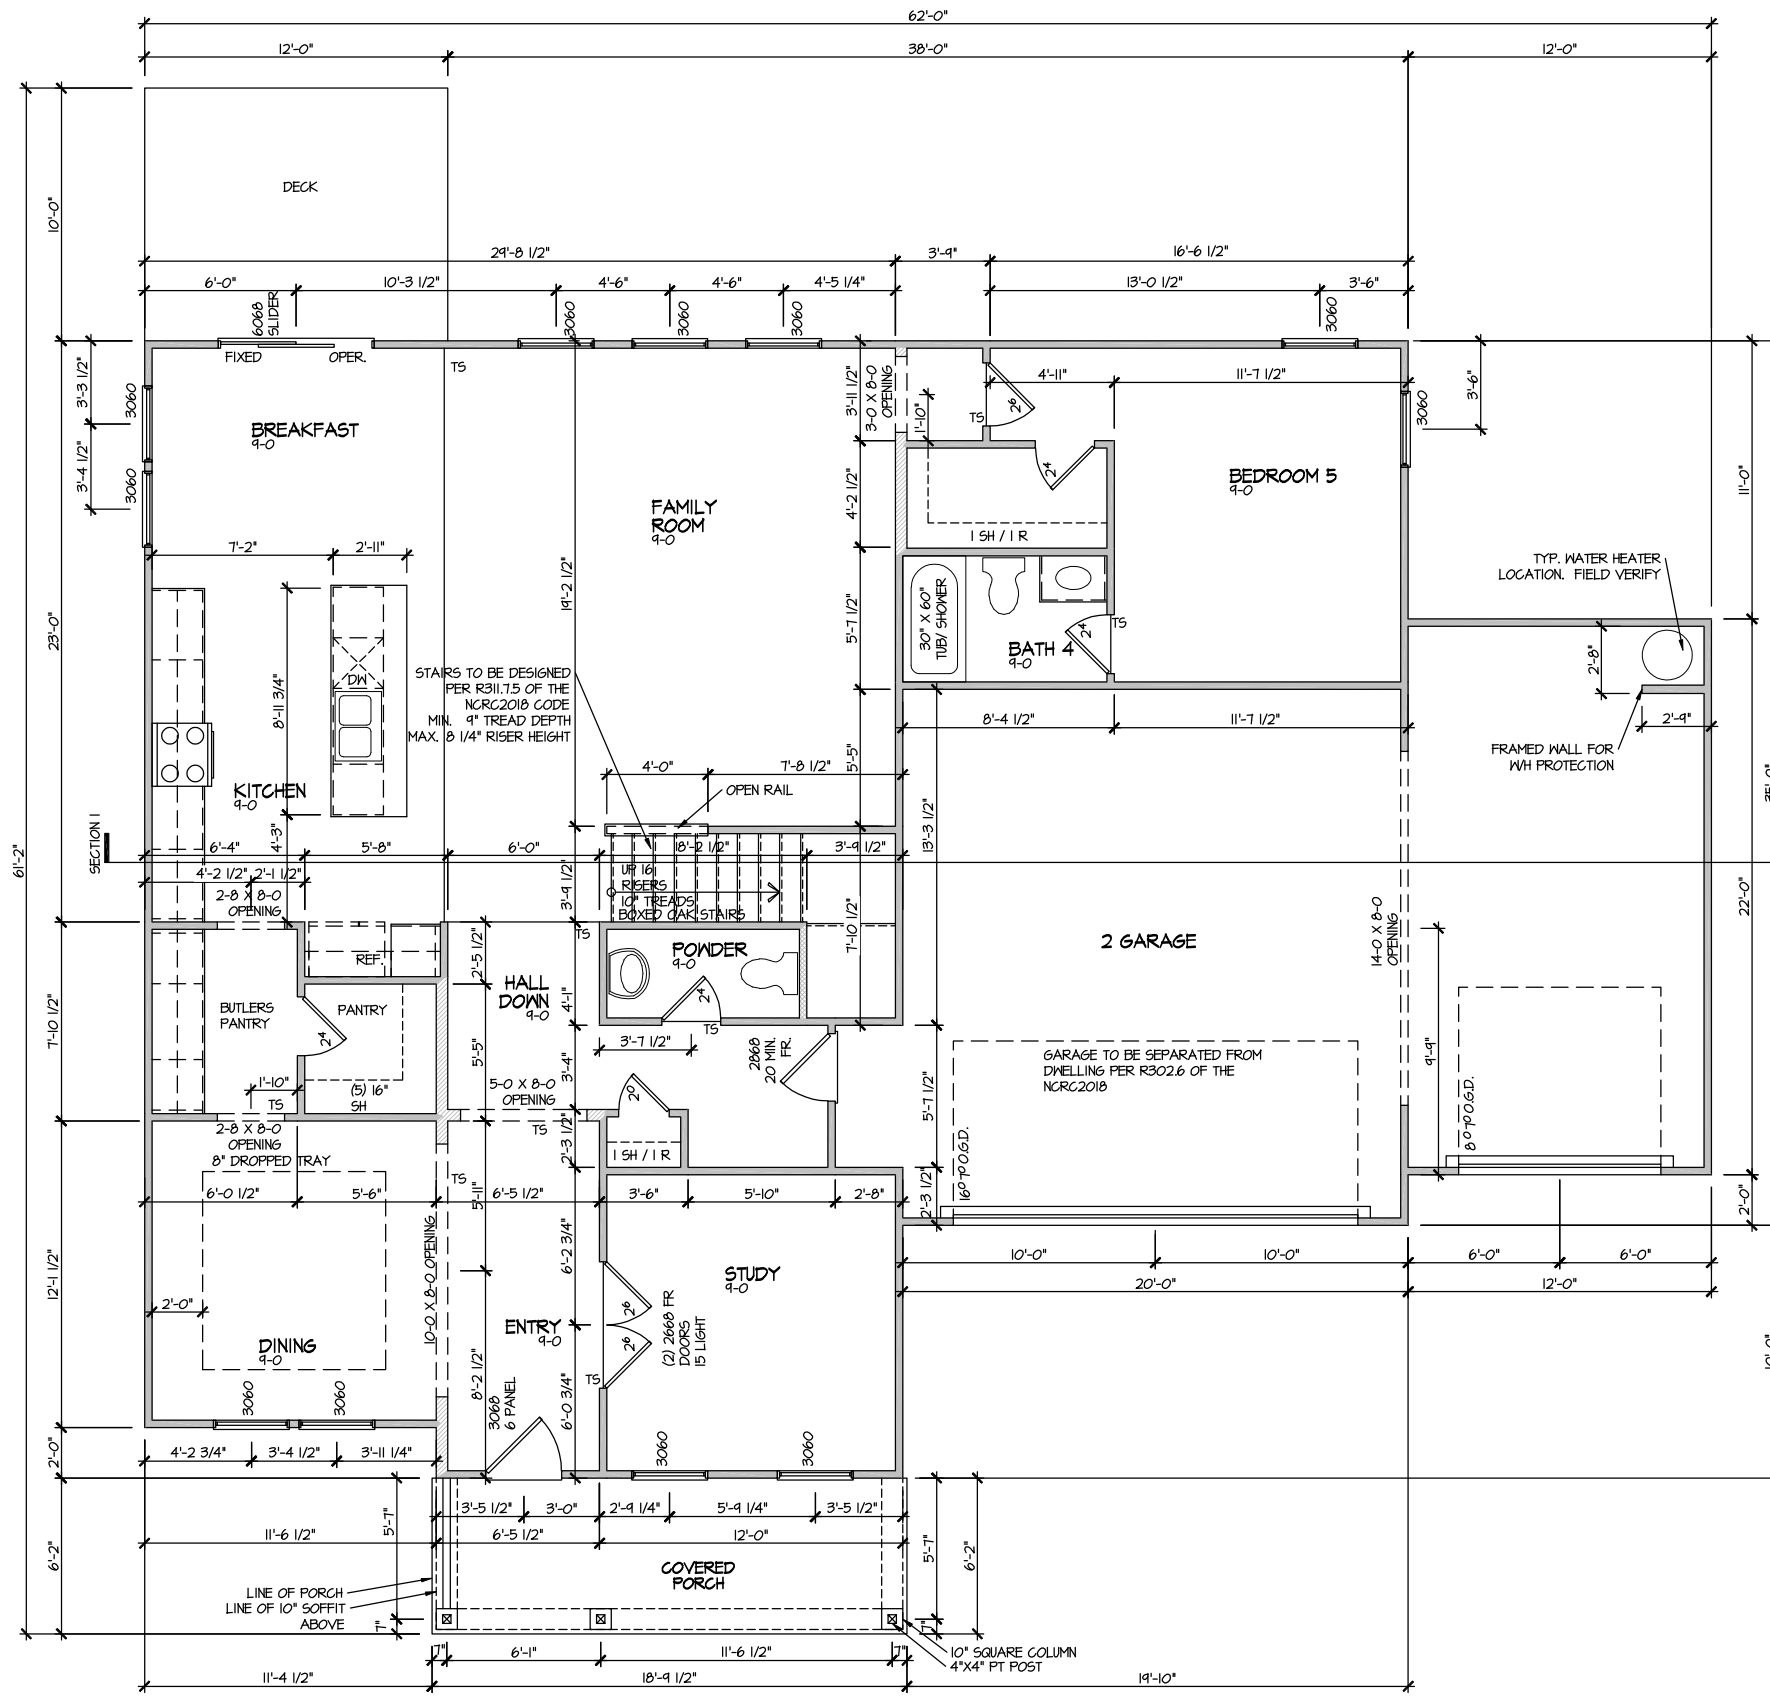 62'-0"
12'-0"
38'-0"
12'-0"
DECK
10'-0"
29'-8 1/2"
3'-9"
16'-6 1/2"
6'-0"
10'-3 1/2"
4'-6"
4'-6"
4'-5 1/4"
13'-0 1/2"
3'-6"
6068
SLIDER
3060
3060
3060
3060
FIXED
OPER.
TS
3'-3 1/2"
3060
3'-4 1/2"
3060
BREAKFAST
9-0
3'-11 1/2"
3-0 X 8-0
OPENING
1'-10"
TS
2⁶
4'-11"
11'-7 1/2"
3060
3'-6"
11'-0"
2⁴
BEDROOM 5
9-0
FAMILY
ROOM
9-0
4'-2 1/2"
1 SH / 1 R
7'-2"
2'-11"
19'-2 1/2"
23'-0"
5'-7 1/2"
30" X 60"
TUB/ SHOWER
2⁴
TS
BATH 4
9-0
TYP. WATER HEATER
LOCATION. FIELD VERIFY
2'-8"
2'-9"
FRAMED WALL FOR
W/H PROTECTION
DW
8'-11 3/4"
STAIRS TO BE DESIGNED
PER R311.7.5 OF THE
NCRC2018 CODE
MIN. 9" TREAD DEPTH
MAX. 8 1/4" RISER HEIGHT
8'-4 1/2"
11'-7 1/2"
5'-5"
4'-0"
7'-8 1/2"
OPEN RAIL
KITCHEN
9-0
61'-2"
SECTION 1
4'-3"
13'-3 1/2"
6'-4"
5'-8"
6'-0"
18'-2 1/2"
3'-9 1/2"
4'-2 1/2"
2'-1 1/2"
2-8 X 8-0
OPENING
3'-9 1/2"
UP 16
RISERS
10" TREADS
BOXED OAK STAIRS
7'-10 1/2"
14-0 X 8-0
OPENING
22'-0"
2 GARAGE
TS
REF.
2'-5 1/2"
POWDER
9-0
2⁴
TS
HALL
DOWN
9-0
4'-1"
7'-10 1/2"
BUTLERS
PANTRY
PANTRY
2⁴
5'-5"
3'-7 1/2"
3'-4"
2868
20 MIN.
FR.
GARAGE TO BE SEPARATED FROM
DWELLING PER R302.6 OF THE
NCRC2018
9'-9"
1'-10"
TS
(5) 16"
SH
5-0 X 8-0
OPENING
2⁰
5'-7 1/2"
8⁰7⁰ O.G.D.
2-8 X 8-0
OPENING
8" DROPPED TRAY
TS
2'-3 1/2"
1 SH / 1 R
16⁰7⁰ O.G.D.
2'-3 1/2"
2'-0"
TS
6'-0 1/2"
5'-6"
6'-5 1/2"
3'-6"
5'-10"
2'-8"
5'-11"
6'-2 3/4"
10-0 X 8-0 OPENING
12'-1 1/2"
10'-0"
10'-0"
6'-0"
6'-0"
20'-0"
12'-0"
STUDY
9-0
2'-0"
DINING
9-0
ENTRY
9-0
2⁶
2⁶
(2) 2668 FR
DOORS
15 LIGHT
TS
3060
3060
8'-2 1/2"
3068
6 PANEL
6'-0 3/4"
3060
3060
2'-0"
4'-2 3/4"
3'-4 1/2"
3'-11 1/4"
3'-5 1/2"
3'-0"
2'-9 1/4"
5'-9 1/4"
3'-5 1/2"
5'-7"
11'-6 1/2"
6'-5 1/2"
12'-0"
5'-7"
6'-2"
6'-2"
COVERED
PORCH
LINE OF PORCH
LINE OF 10" SOFFIT
ABOVE
7"
7"
7"
6'-1"
11'-6 1/2"
7"
10" SQUARE COLUMN
4"X4" PT POST
11'-4 1/2"
18'-9 1/2"
19'-10"